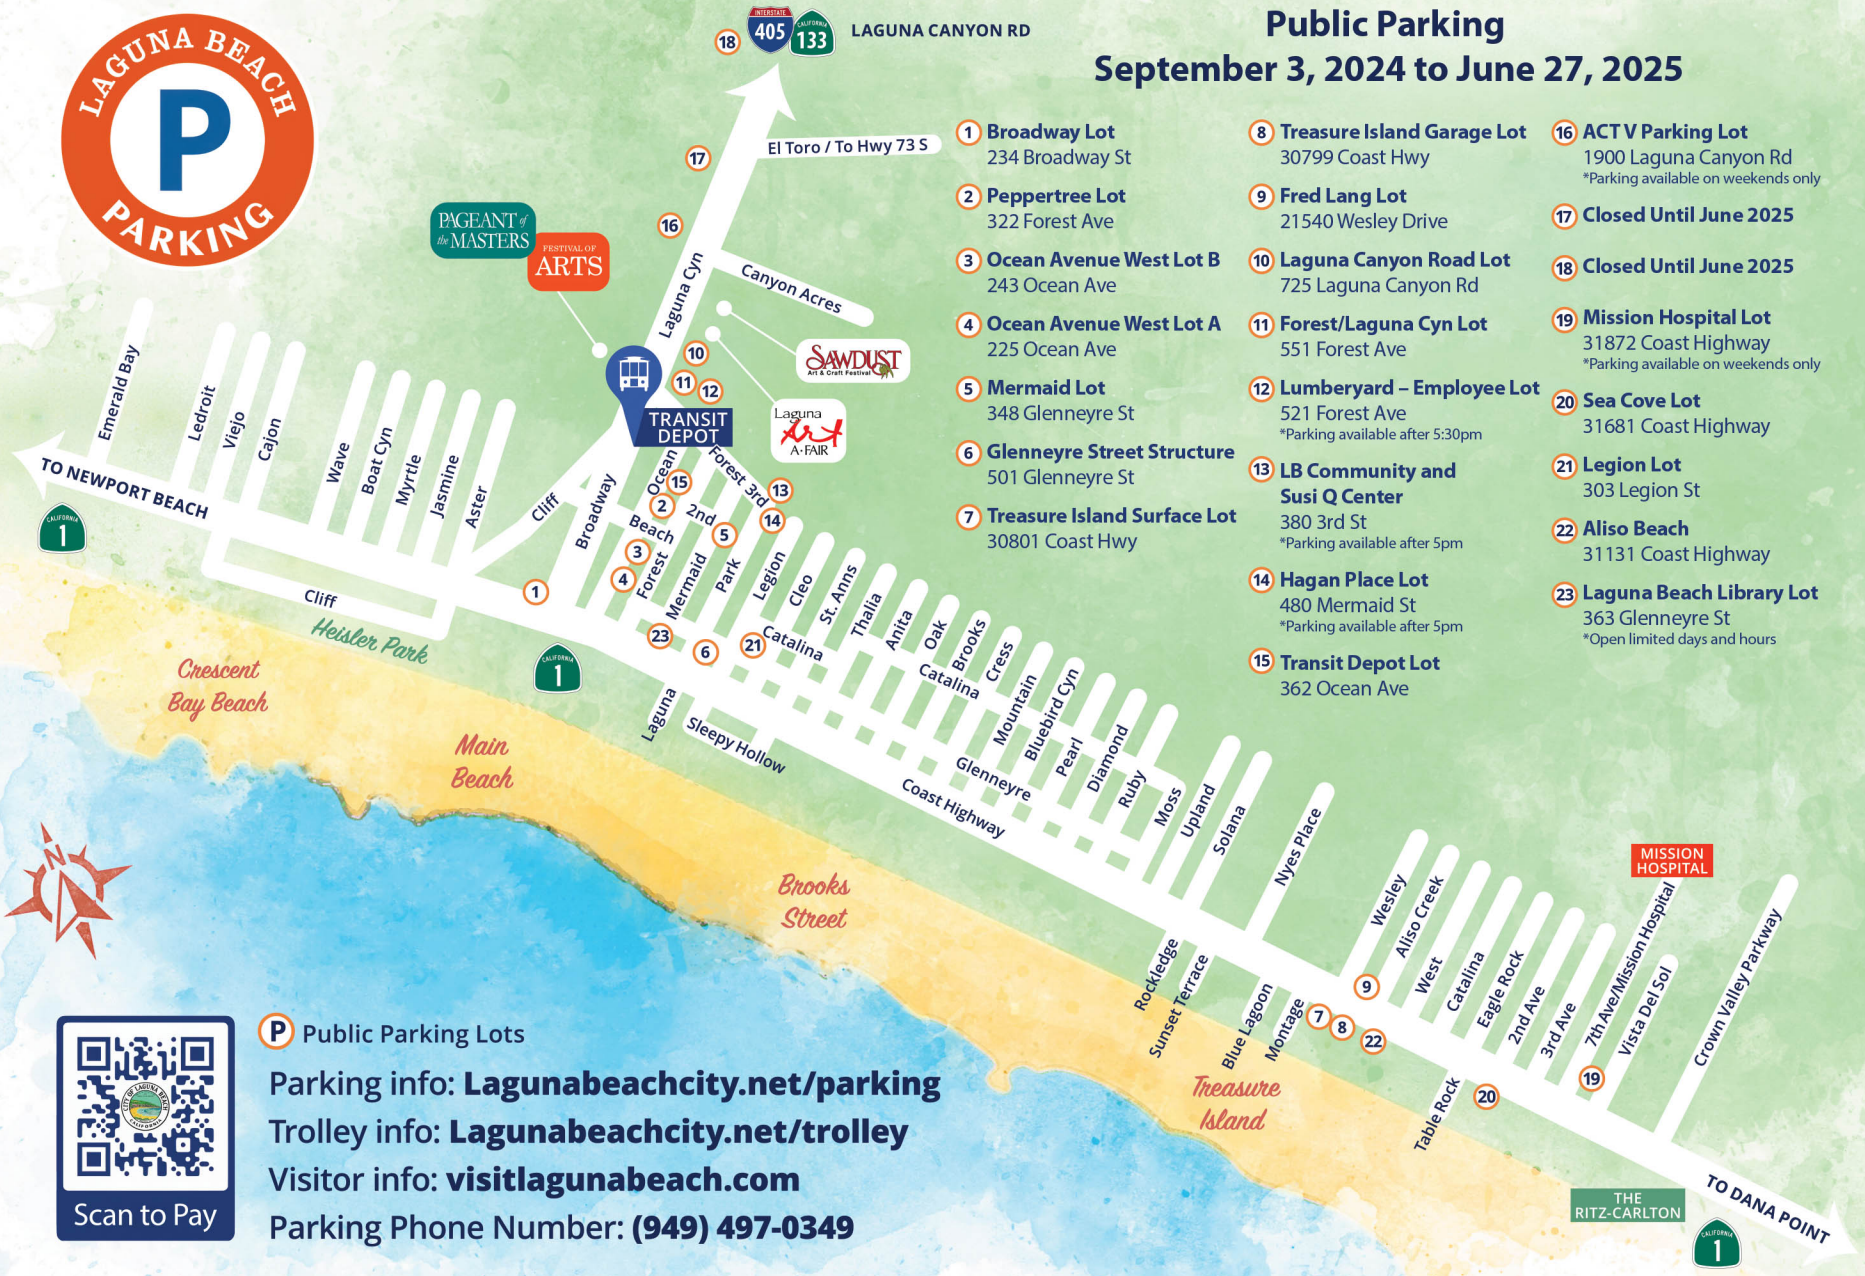 LAGUNA BEACH
P
PARKING
18
INTERSTATE
405
CALIFORNIA
133
LAGUNA CANYON RD
Public Parking
September 3, 2024 to June 27, 2025
1 Broadway Lot
234 Broadway St
2 Peppertree Lot
322 Forest Ave
3 Ocean Avenue West Lot B
243 Ocean Ave
4 Ocean Avenue West Lot A
225 Ocean Ave
5 Mermaid Lot
348 Glenneyre St
6 Glenneyre Street Structure
501 Glenneyre St
7 Treasure Island Surface Lot
30801 Coast Hwy
8 Treasure Island Garage Lot
30799 Coast Hwy
9 Fred Lang Lot
21540 Wesley Drive
10 Laguna Canyon Road Lot
725 Laguna Canyon Rd
11 Forest/Laguna Cyn Lot
551 Forest Ave
12 Lumberyard – Employee Lot
521 Forest Ave
*Parking available after 5:30pm
13 LB Community and
Susi Q Center
380 3rd St
*Parking available after 5pm
14 Hagan Place Lot
480 Mermaid St
*Parking available after 5pm
15 Transit Depot Lot
362 Ocean Ave
16 ACT V Parking Lot
1900 Laguna Canyon Rd
*Parking available on weekends only
17 Closed Until June 2025
18 Closed Until June 2025
19 Mission Hospital Lot
31872 Coast Highway
*Parking available on weekends only
20 Sea Cove Lot
31681 Coast Highway
21 Legion Lot
303 Legion St
22 Aliso Beach
31131 Coast Highway
23 Laguna Beach Library Lot
363 Glenneyre St
*Open limited days and hours
El Toro / To Hwy 73 S
17
16
PAGEANT of
the MASTERS
FESTIVAL OF
ARTS
Laguna Cyn
Canyon Acres
10
11
12
SAWDUST
Art & Craft Festival
Laguna
Art
A-FAIR
TRANSIT
DEPOT
TO NEWPORT BEACH
CALIFORNIA
1
Emerald Bay
Ledroit
Viejo
Cajon
Wave
Boat Cyn
Myrtle
Jasmine
Aster
Cliff
Broadway
Ocean
15
2
Beach
3
4
Forest
Forest
3rd
13
14
2nd
5
Mermaid
Park
Legion
Cleo
St. Anns
Thalia
Anita
Oak
Brooks
Cress
Mountain
Bluebird Cyn
Pearl
Diamond
Ruby
Moss
Upland
Solana
Nyes Place
Wesley
Aliso Creek
West
Catalina
Eagle Rock
2nd Ave
3rd Ave
7th Ave/Mission Hospital
Vista Del Sol
Crown Valley Parkway
MISSION
HOSPITAL
1
23
6
21
Catalina
Catalina
Glenneyre
Coast Highway
Cliff
Heisler Park
CALIFORNIA
1
Laguna
Sleepy Hollow
Crescent
Bay Beach
Main
Beach
Brooks
Street
Treasure
Island
Rockledge
Sunset Terrace
Blue Lagoon
Montage
7
8
9
22
Table Rock
20
19
THE
RITZ-CARLTON
TO DANA POINT
CALIFORNIA
1
N
CITY OF LAGUNA BEACH
CALIFORNIA
Scan to Pay
P Public Parking Lots
Parking info: Lagunabeachcity.net/parking
Trolley info: Lagunabeachcity.net/trolley
Visitor info: visitlagunabeach.com
Parking Phone Number: (949) 497-0349